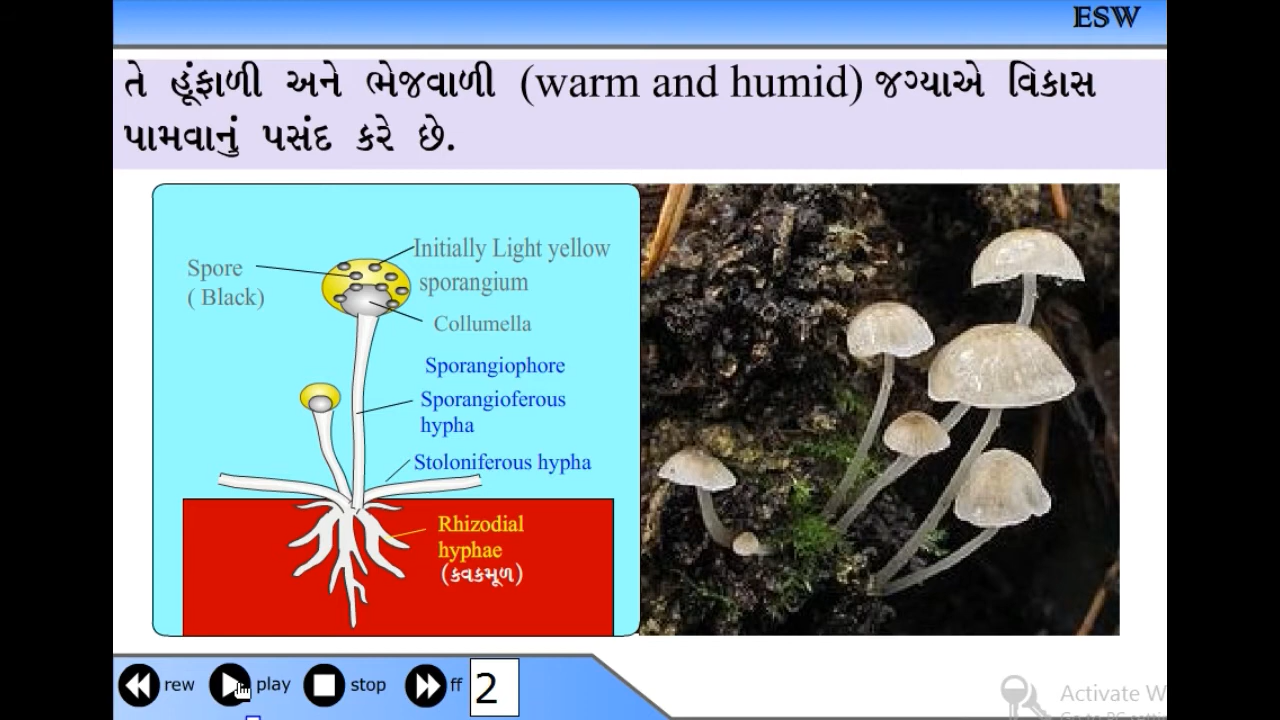 ESW
તે હૂંફાળી અને ભેજવાળી (warm and humid) જગ્યાએ વિકાસ
પામવાનું પસંદ કરે છે.
Initially Light yellow
sporangium
Spore
( Black)
Collumella
Sporangiophore
Sporangioferous
hypha
Stoloniferous hypha
Rhizodial
hyphae
(કવકમૂળ)
rew play stop ff 2
Activate W